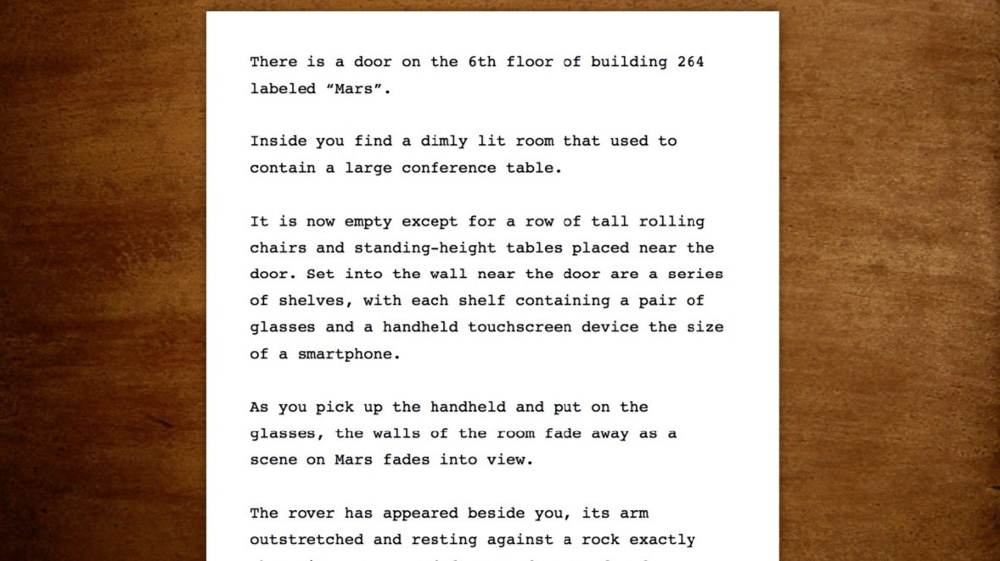 There is a door on the 6th floor of building 264
labeled “Mars”.
Inside you find a dimly lit room that used to
contain a large conference table.
It is now empty except for a row of tall rolling
chairs and standing-height tables placed near the
door. Set into the wall near the door are a series
of shelves, with each shelf containing a pair of
glasses and a handheld touchscreen device the size
of a smartphone.
As you pick up the handheld and put on the
glasses, the walls of the room fade away as a
scene on Mars fades into view.
The rover has appeared beside you, its arm
outstretched and resting against a rock exactly